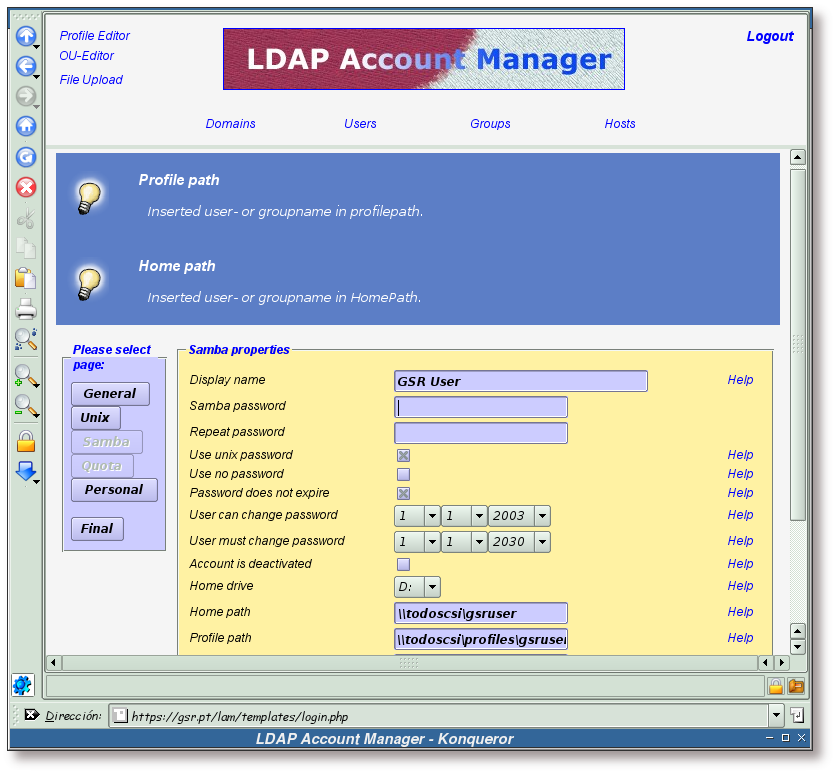 Profile Editor
OU-Editor
File Upload
LDAP Account Manager
Logout
Domains Users Groups Hosts
Profile path
Inserted user- or groupname in profilepath.
Home path
Inserted user- or groupname in HomePath.
Please select
page:
General
Unix
Samba
Quota
Personal
Final
Samba properties
Display name GSR User Help
Samba password
Repeat password
Use unix password Help
Use no password Help
Password does not expire Help
User can change password 1 1 2003 Help
User must change password 1 1 2030 Help
Account is deactivated Help
Home drive D: Help
Home path \\todoscsi\gsruser Help
Profile path \\todoscsi\profiles\gsruser Help
Dirección: https://gsr.pt/lam/templates/login.php
LDAP Account Manager - Konqueror